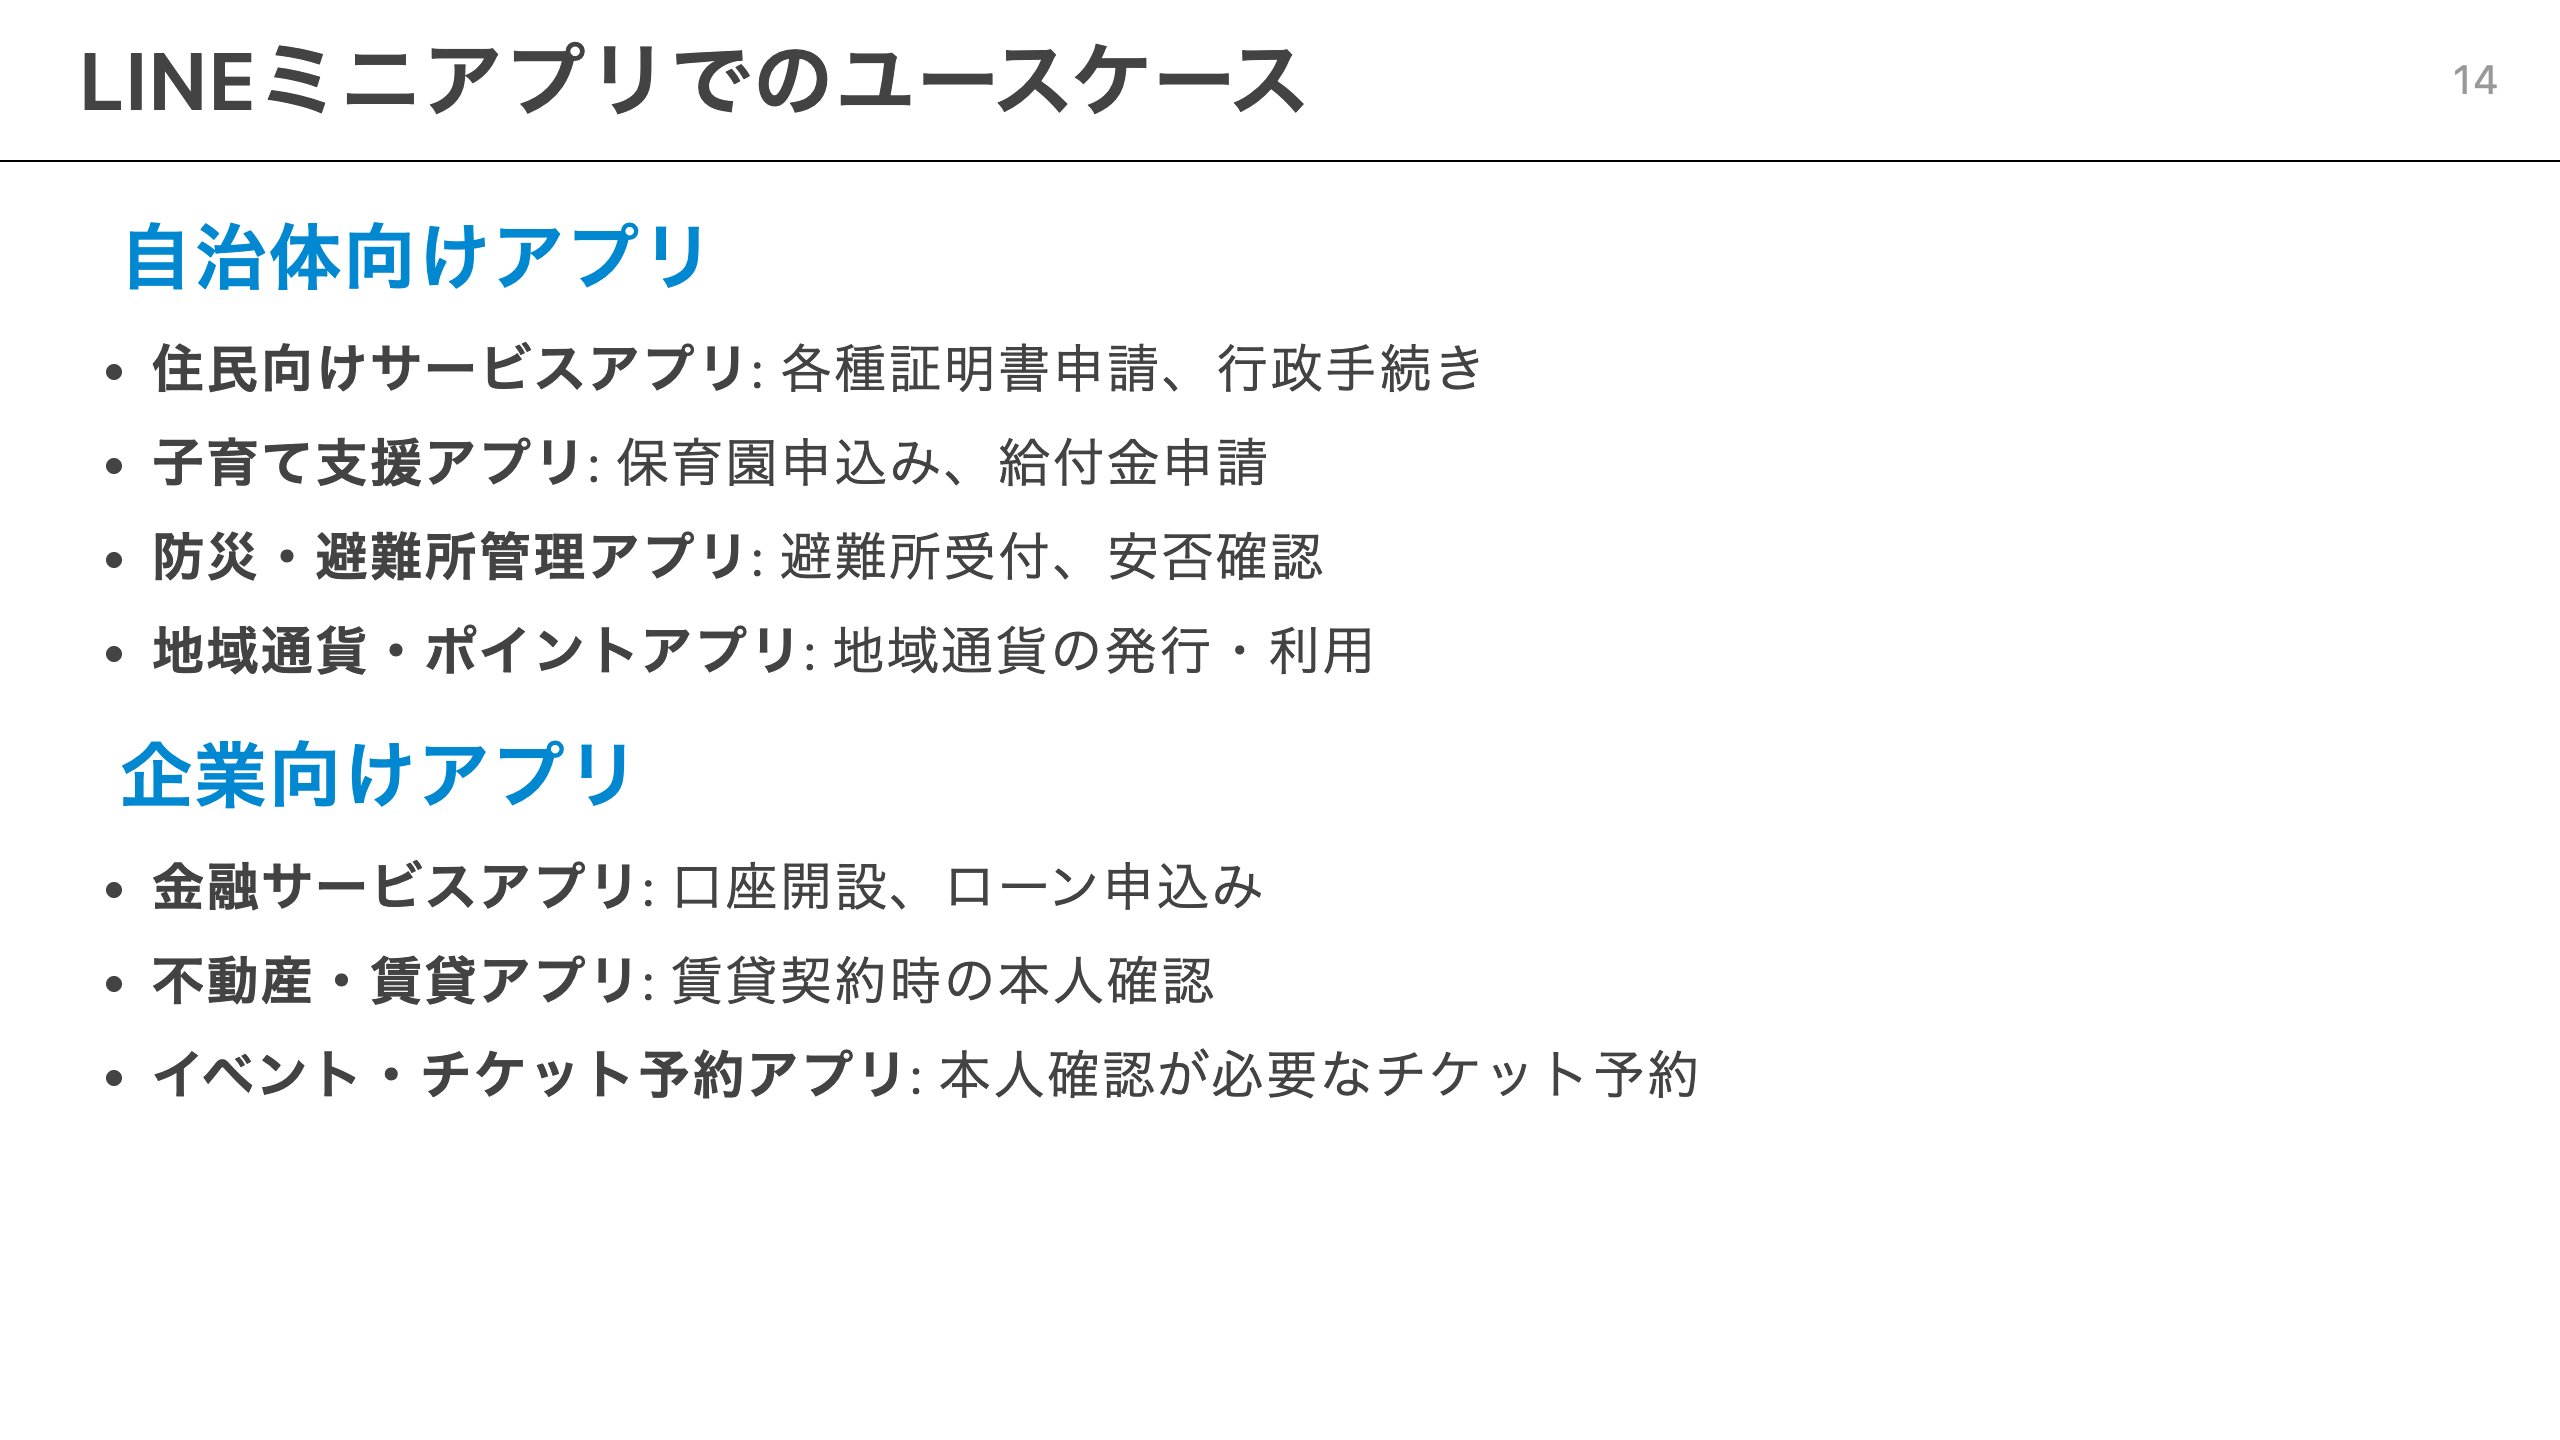 LINEミニアプリでのユースケース
14
自治体向けアプリ
• 住民向けサービスアプリ: 各種証明書申請、行政手続き
• 子育て支援アプリ: 保育園申込み、給付金申請
• 防災・避難所管理アプリ: 避難所受付、安否確認
• 地域通貨・ポイントアプリ: 地域通貨の発行・利用
企業向けアプリ
• 金融サービスアプリ: 口座開設、ローン申込み
• 不動産・賃貸アプリ: 賃貸契約時の本人確認
• イベント・チケット予約アプリ: 本人確認が必要なチケット予約